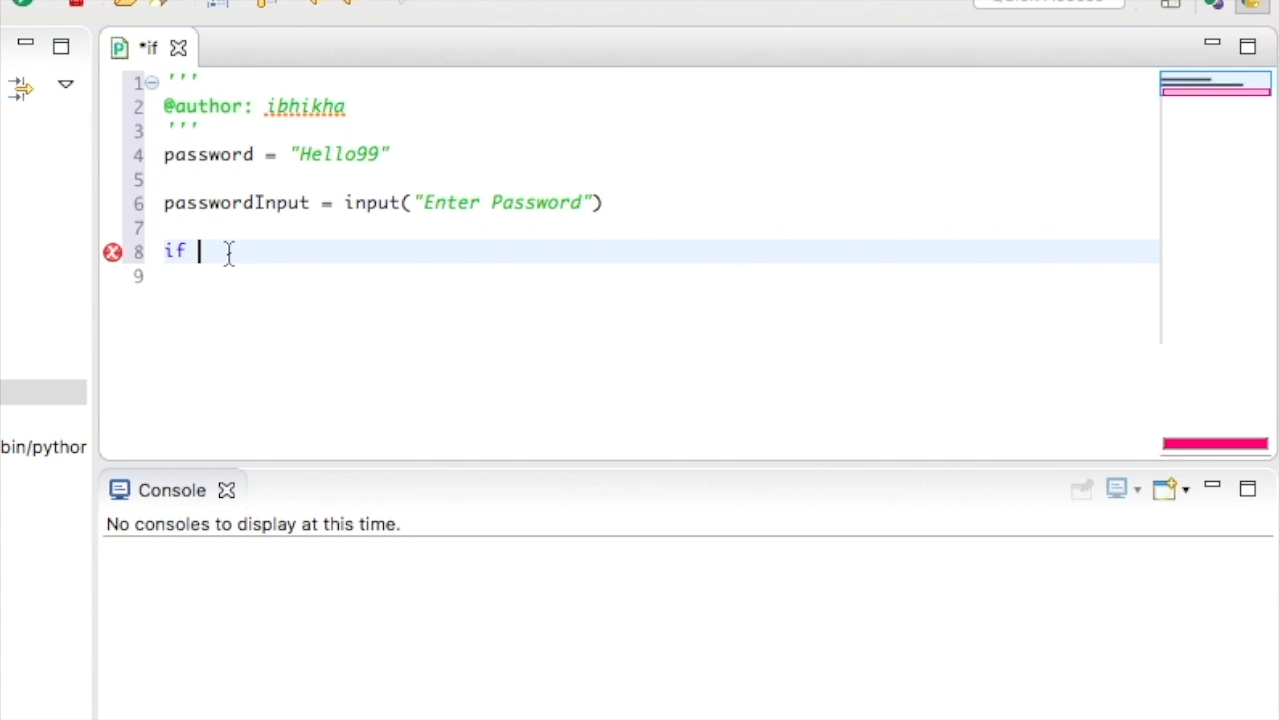 *if
1 '''
2 @author: ibhikha
3 '''
4 password = "Hello99"
5
6 passwordInput = input("Enter Password")
7
8 if
9
bin/pythor
Console
No consoles to display at this time.